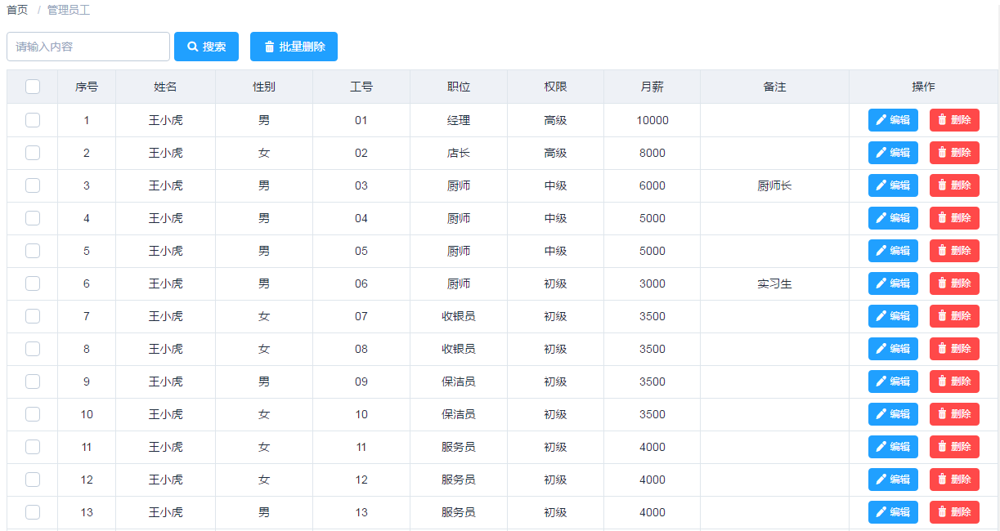 首页 / 管理员工
请输入内容 搜索 批量删除
序号 姓名 性别 工号 职位 权限 月薪 备注 操作
1 王小虎 男 01 经理 高级 10000 编辑 删除
2 王小虎 女 02 店长 高级 8000 编辑 删除
3 王小虎 男 03 厨师 中级 6000 厨师长 编辑 删除
4 王小虎 男 04 厨师 中级 5000 编辑 删除
5 王小虎 男 05 厨师 中级 5000 编辑 删除
6 王小虎 男 06 厨师 初级 3000 实习生 编辑 删除
7 王小虎 女 07 收银员 初级 3500 编辑 删除
8 王小虎 女 08 收银员 初级 3500 编辑 删除
9 王小虎 男 09 保洁员 初级 3500 编辑 删除
10 王小虎 女 10 保洁员 初级 3500 编辑 删除
11 王小虎 女 11 服务员 初级 4000 编辑 删除
12 王小虎 女 12 服务员 初级 4000 编辑 删除
13 王小虎 男 13 服务员 初级 4000 编辑 删除